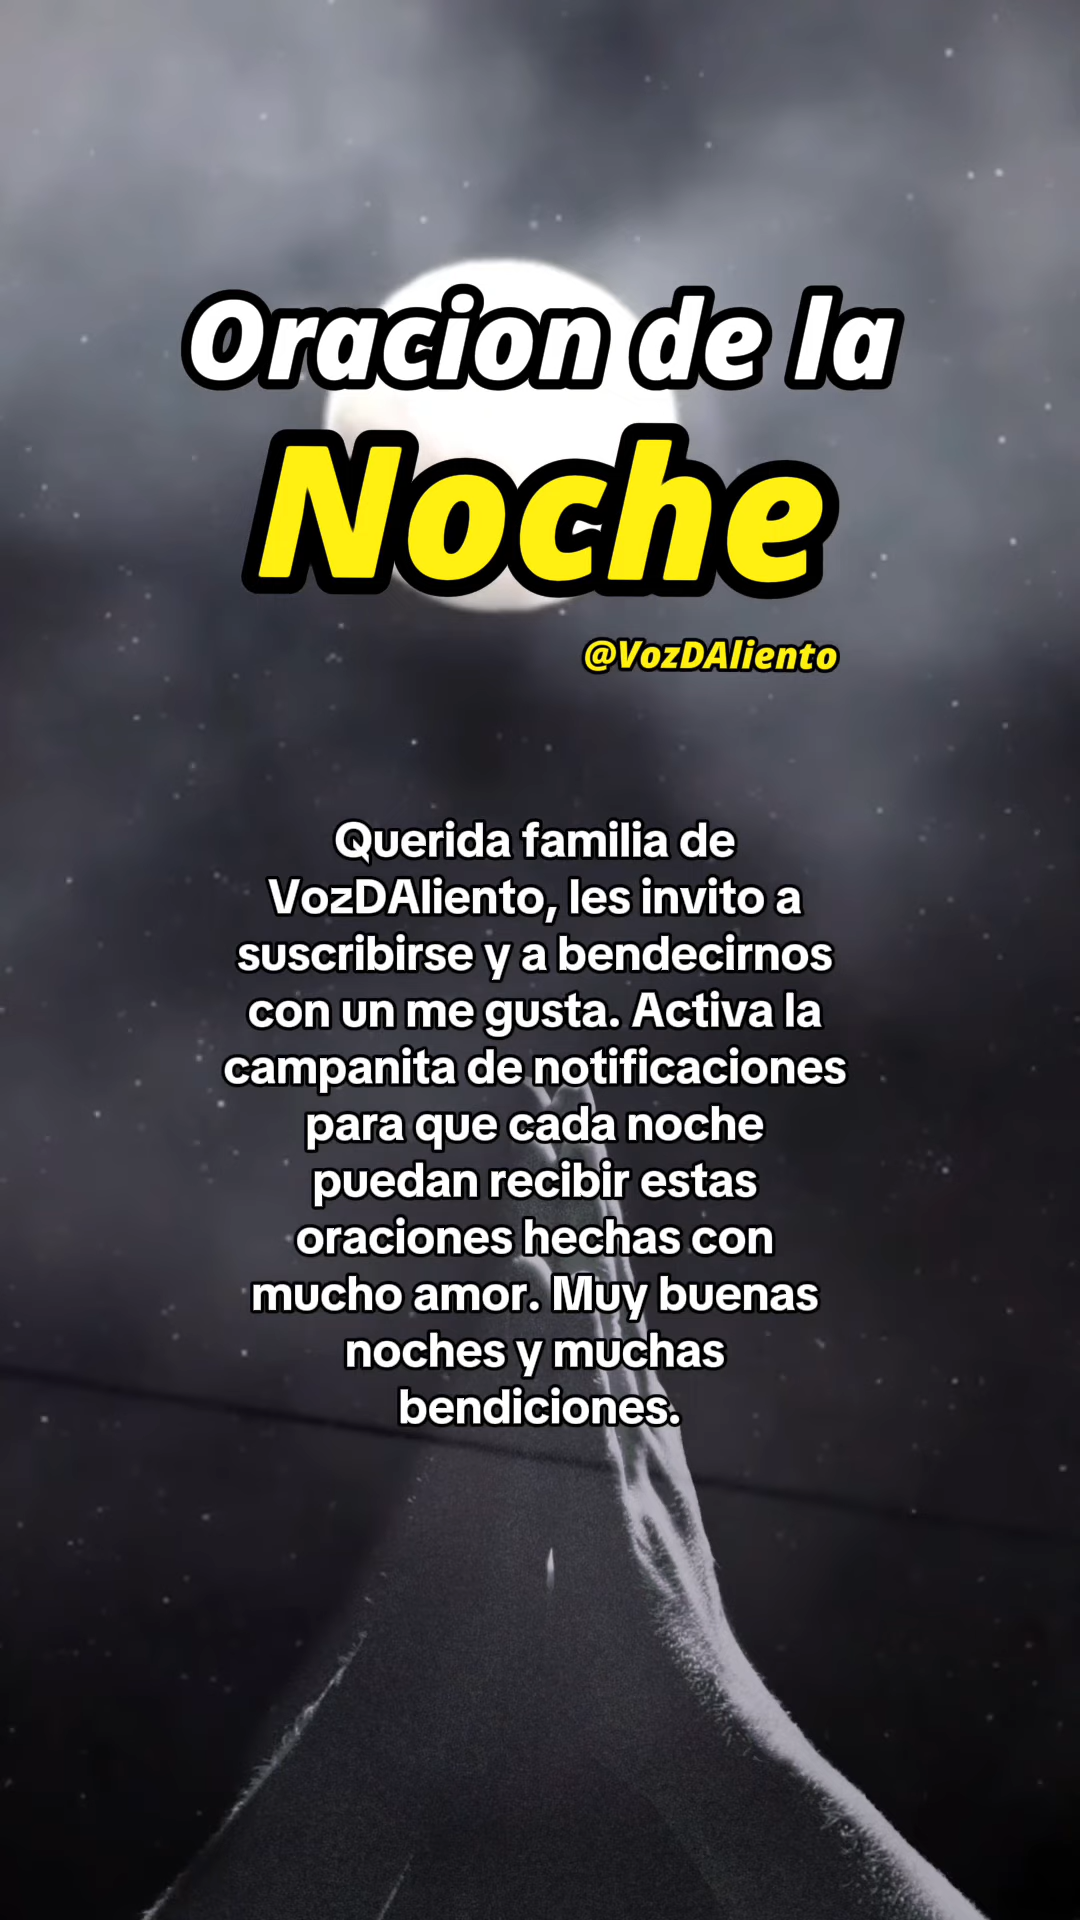 Oracion de la
Noche
@VozDAliento
Querida familia de
VozDAliento, les invito a
suscribirse y a bendecirnos
con un me gusta. Activa la
campanita de notificaciones
para que cada noche
puedan recibir estas
oraciones hechas con
mucho amor. Muy buenas
noches y muchas
bendiciones.